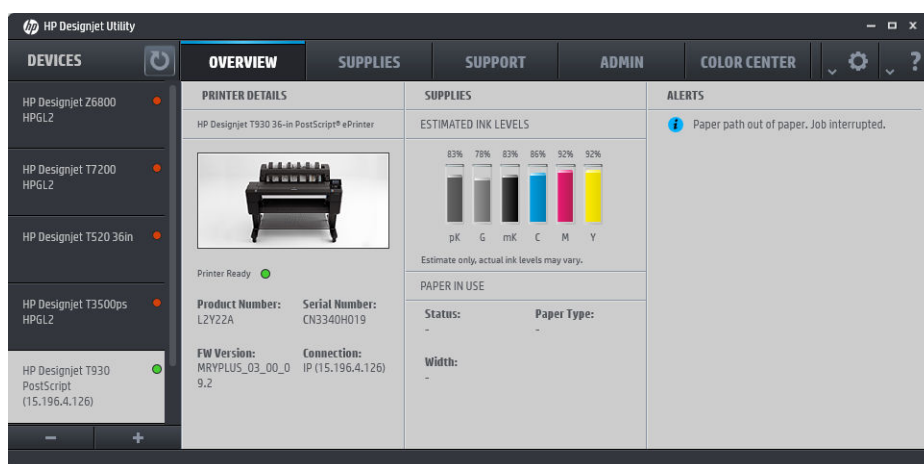 hp HP Designjet Utility
DEVICES
OVERVIEW
SUPPLIES
SUPPORT
ADMIN
COLOR CENTER
?
HP Designjet Z6800
HPGL2
HP Designjet T7200
HPGL2
HP Designjet T520 36in
HP Designjet T3500ps
HPGL2
HP Designjet T930
PostScript
(15.196.4.126)
PRINTER DETAILS
HP Designjet T930 36-in PostScript® ePrinter
Printer Ready
Product Number:
L2Y22A
Serial Number:
CN3340H019
FW Version:
MRYPLUS_03_00_0
9.2
Connection:
IP (15.196.4.126)
SUPPLIES
ESTIMATED INK LEVELS
83% 78% 83% 86% 92% 92%
pK G mK C M Y
Estimate only, actual ink levels may vary.
PAPER IN USE
Status:
-
Paper Type:
-
Width:
-
ALERTS
Paper path out of paper. Job interrupted.